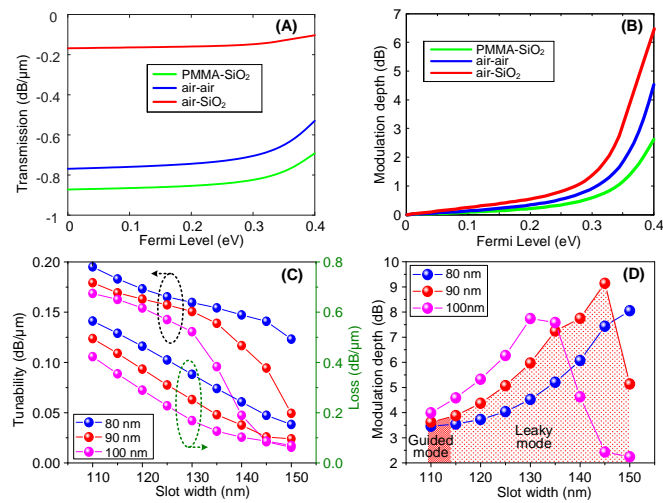 (A)
Transmission (dB/µm)
0
-0.2
-0.4
-0.6
-0.8
-1
PMMA-SiO₂
air-air
air-SiO₂
0 0.1 0.2 0.3 0.4
Fermi Level (eV)
(B)
Modulation depth (dB)
7
6
5
4
3
2
1
0
PMMA-SiO₂
air-air
air-SiO₂
0 0.1 0.2 0.3 0.4
Fermi Level (eV)
(C)
Tunability (dB/µm)
0.20
0.15
0.10
0.05
0.00
0.8
0.6
0.4
0.2
0.0
Loss (dB/µm)
80 nm
90 nm
100 nm
110 120 130 140 150
Slot width (nm)
(D)
Modulation depth (dB)
10
9
8
7
6
5
4
3
2
80 nm
90 nm
100nm
Guided
mode
Leaky
mode
110 120 130 140 150
Slot width (nm)